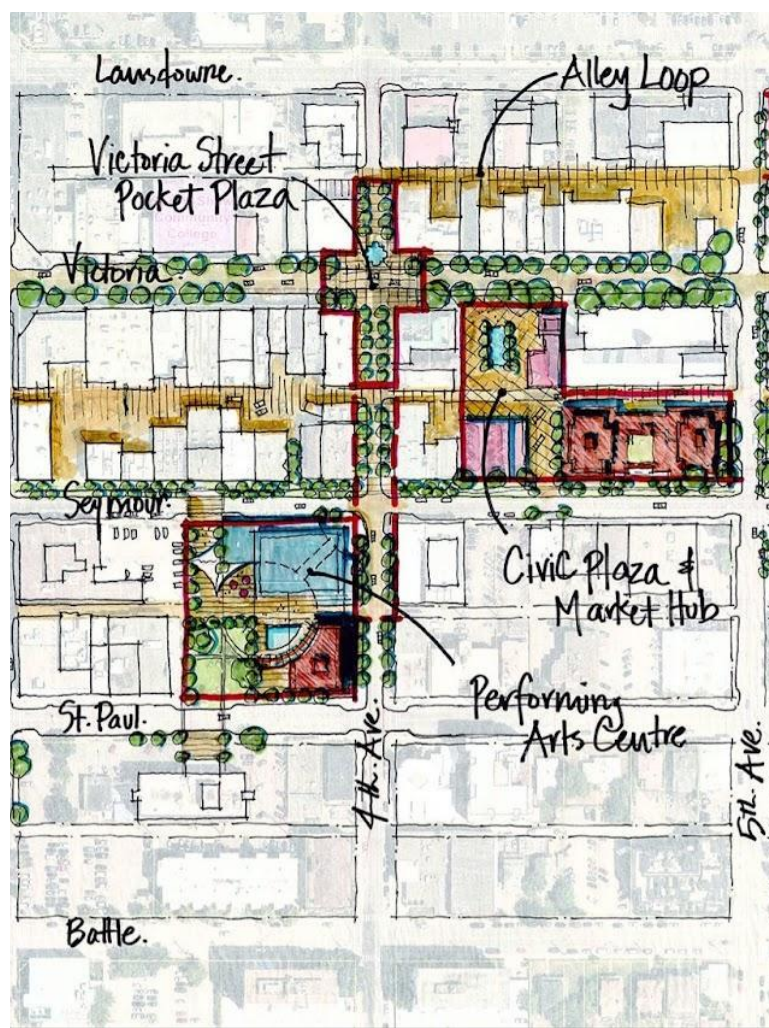 Lansdowne.
Alley Loop
Victoria Street
Pocket Plaza
Community
College
Victoria.
Seymour.
Civic Plaza &
Market Hub
St. Paul.
Performing
Arts Centre
4th. Ave.
5th. Ave.
Battle.